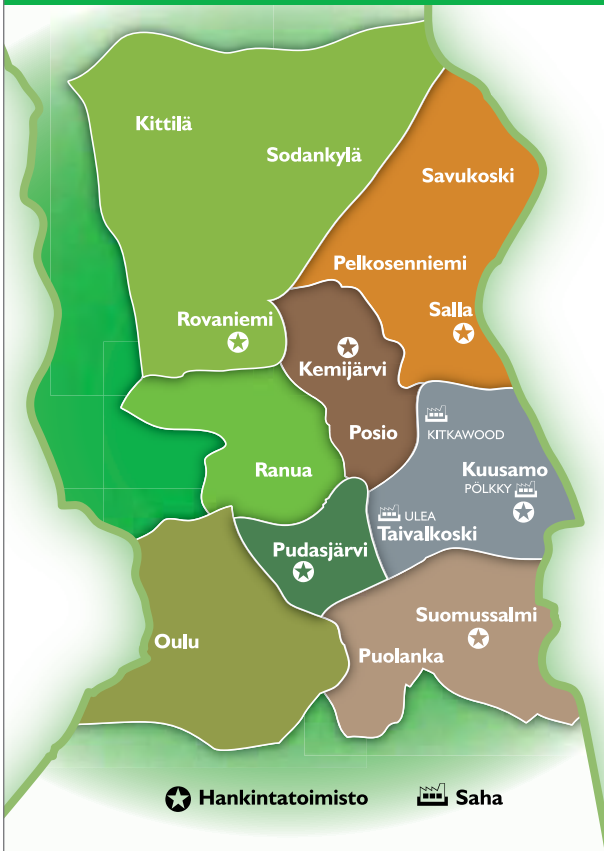 Kittilä
Sodankylä
Savukoski
Pelkosenniemi
Salla
Rovaniemi
Kemijärvi
Posio
KITKAWOOD
Kuusamo
PÖLKKY
Ranua
ULEA
Taivalkoski
Pudasjärvi
Suomussalmi
Oulu
Puolanka
Hankintatoimisto
Saha